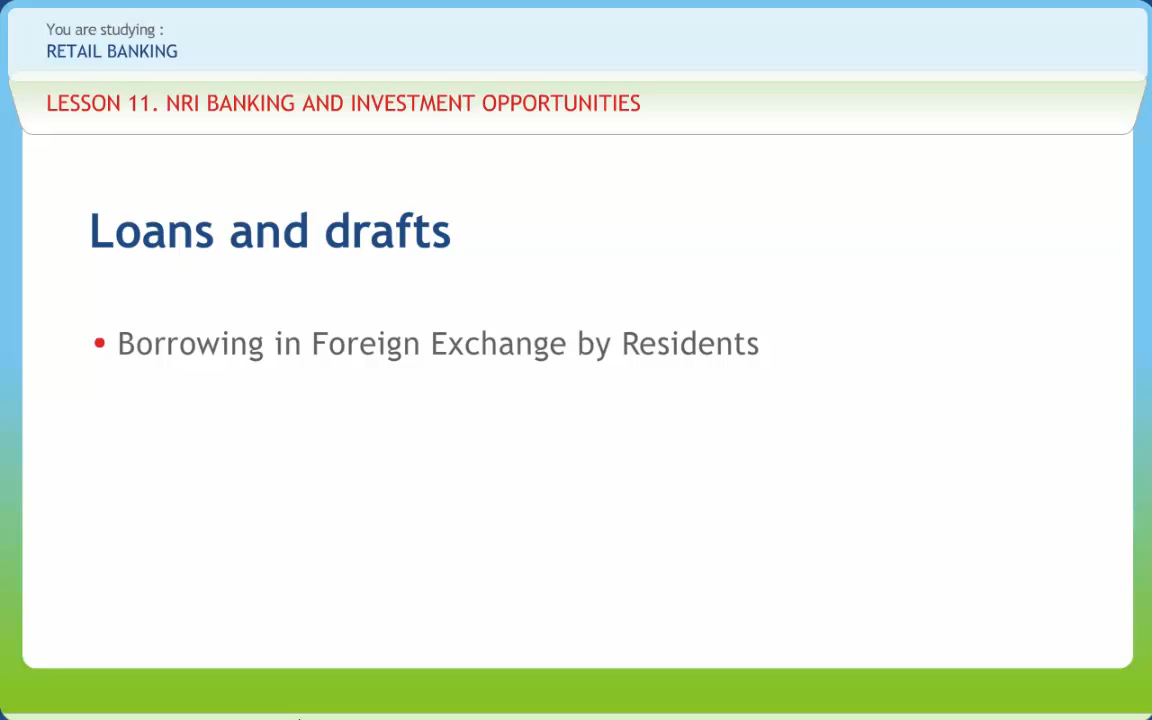 You are studying :
RETAIL BANKING
LESSON 11. NRI BANKING AND INVESTMENT OPPORTUNITIES
Loans and drafts
• Borrowing in Foreign Exchange by Residents